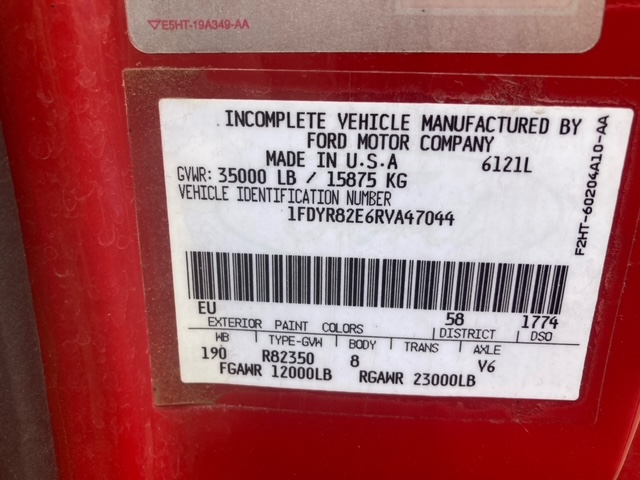 ▽E5HT-19A349-AA
INCOMPLETE VEHICLE MANUFACTURED BY
FORD MOTOR COMPANY
MADE IN U.S.A 6121L
GVWR: 35000 LB / 15875 KG
VEHICLE IDENTIFICATION NUMBER
1FDYR82E6RVA47044
F2HT-60204A10-AA
EU 58 1774
EXTERIOR PAINT COLORS DISTRICT DSO
WB TYPE-GVW BODY TRANS AXLE
190 R82350 8 V6
FGAWR 12000LB RGAWR 23000LB